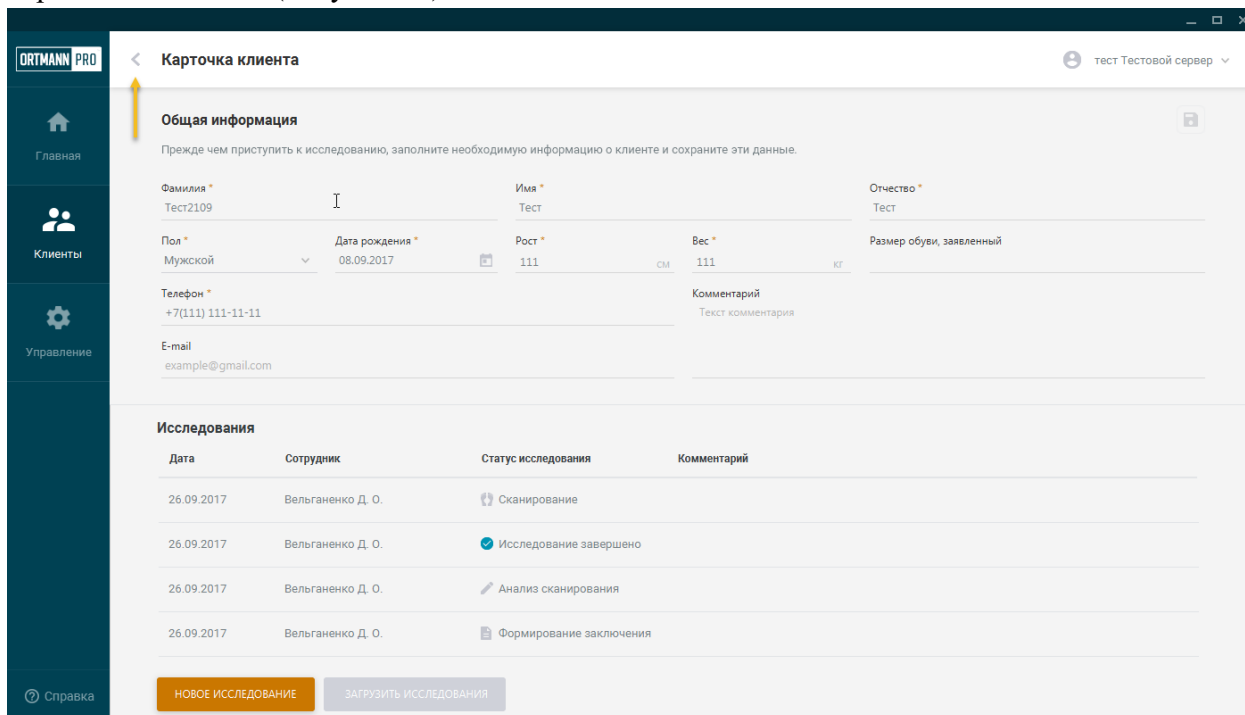 ORTMANN PRO
Карточка клиента
тест Тестовой сервер
Главная
Клиенты
Управление
Справка
Общая информация
Прежде чем приступить к исследованию, заполните необходимую информацию о клиенте и сохраните эти данные.
Фамилия * Имя * Отчество *
Тест2109 Тест Тест
Пол * Дата рождения * Рост * Вес * Размер обуви, заявленный
Мужской 08.09.2017 111 см 111 кг
Телефон * Комментарий
+7(111) 111-11-11 Текст комментария
E-mail
example@gmail.com
Исследования
Дата Сотрудник Статус исследования Комментарий
26.09.2017 Вельганенко Д. О. Сканирование
26.09.2017 Вельганенко Д. О. Исследование завершено
26.09.2017 Вельганенко Д. О. Анализ сканирования
26.09.2017 Вельганенко Д. О. Формирование заключения
НОВОЕ ИССЛЕДОВАНИЕ ЗАГРУЗИТЬ ИССЛЕДОВАНИЯ